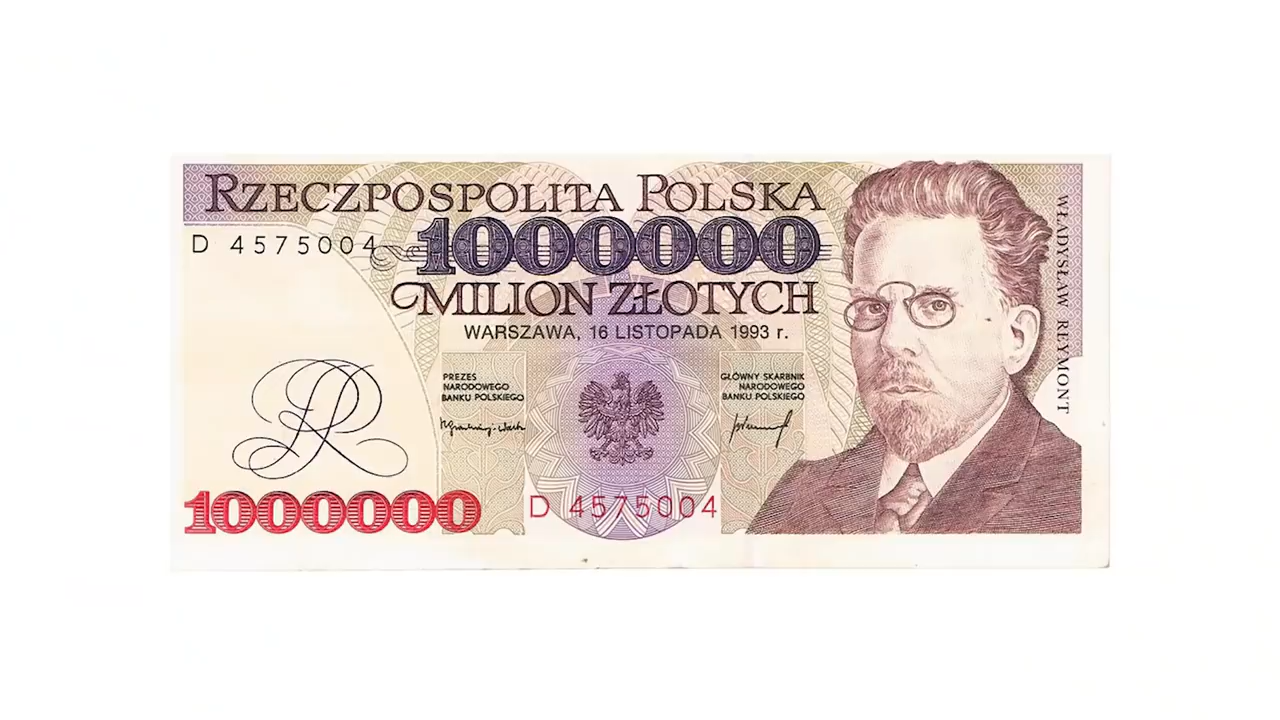 RZECZPOSPOLITA POLSKA
D 4575004
1000000
MILION ZŁOTYCH
WARSZAWA, 16 LISTOPADA 1993 r.
PREZES
NARODOWEGO
BANKU POLSKIEGO
GŁÓWNY SKARBNIK
NARODOWEGO
BANKU POLSKIEGO
1000000
D 4575004
WŁADYSŁAW REYMONT